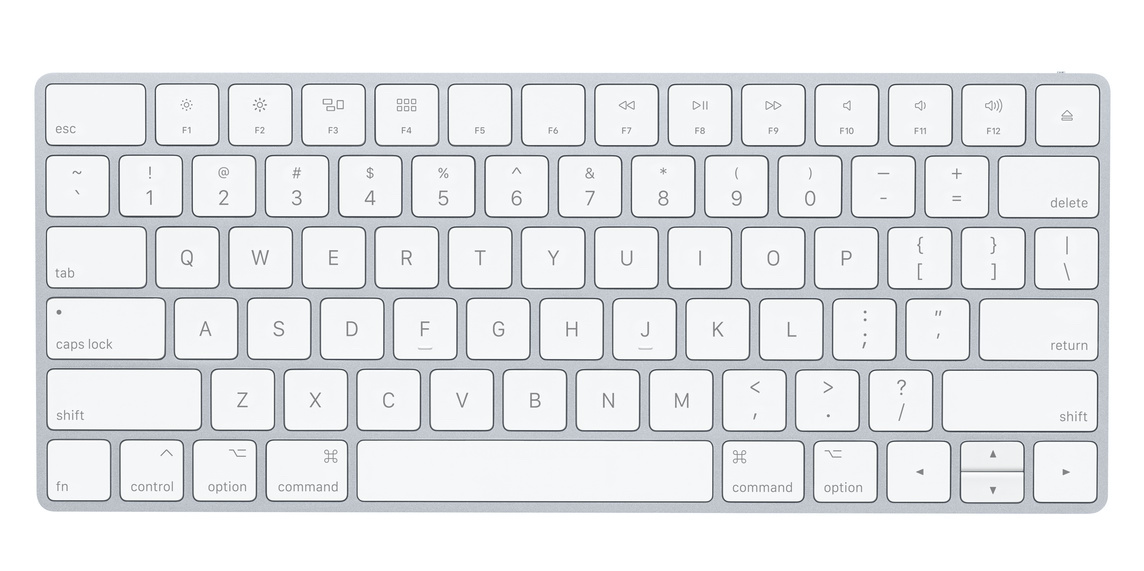 esc F1 F2 F3 F4 F5 F6 F7 F8 F9 F10 F11 F12
~ ! @ # $ % ^ & * ( ) — +
` 1 2 3 4 5 6 7 8 9 0 - = delete
tab Q W E R T Y U I O P { } |
[ ] \
caps lock A S D F G H J K L : " return
; '
shift Z X C V B N M < > ? shift
, . /
fn control option command command option